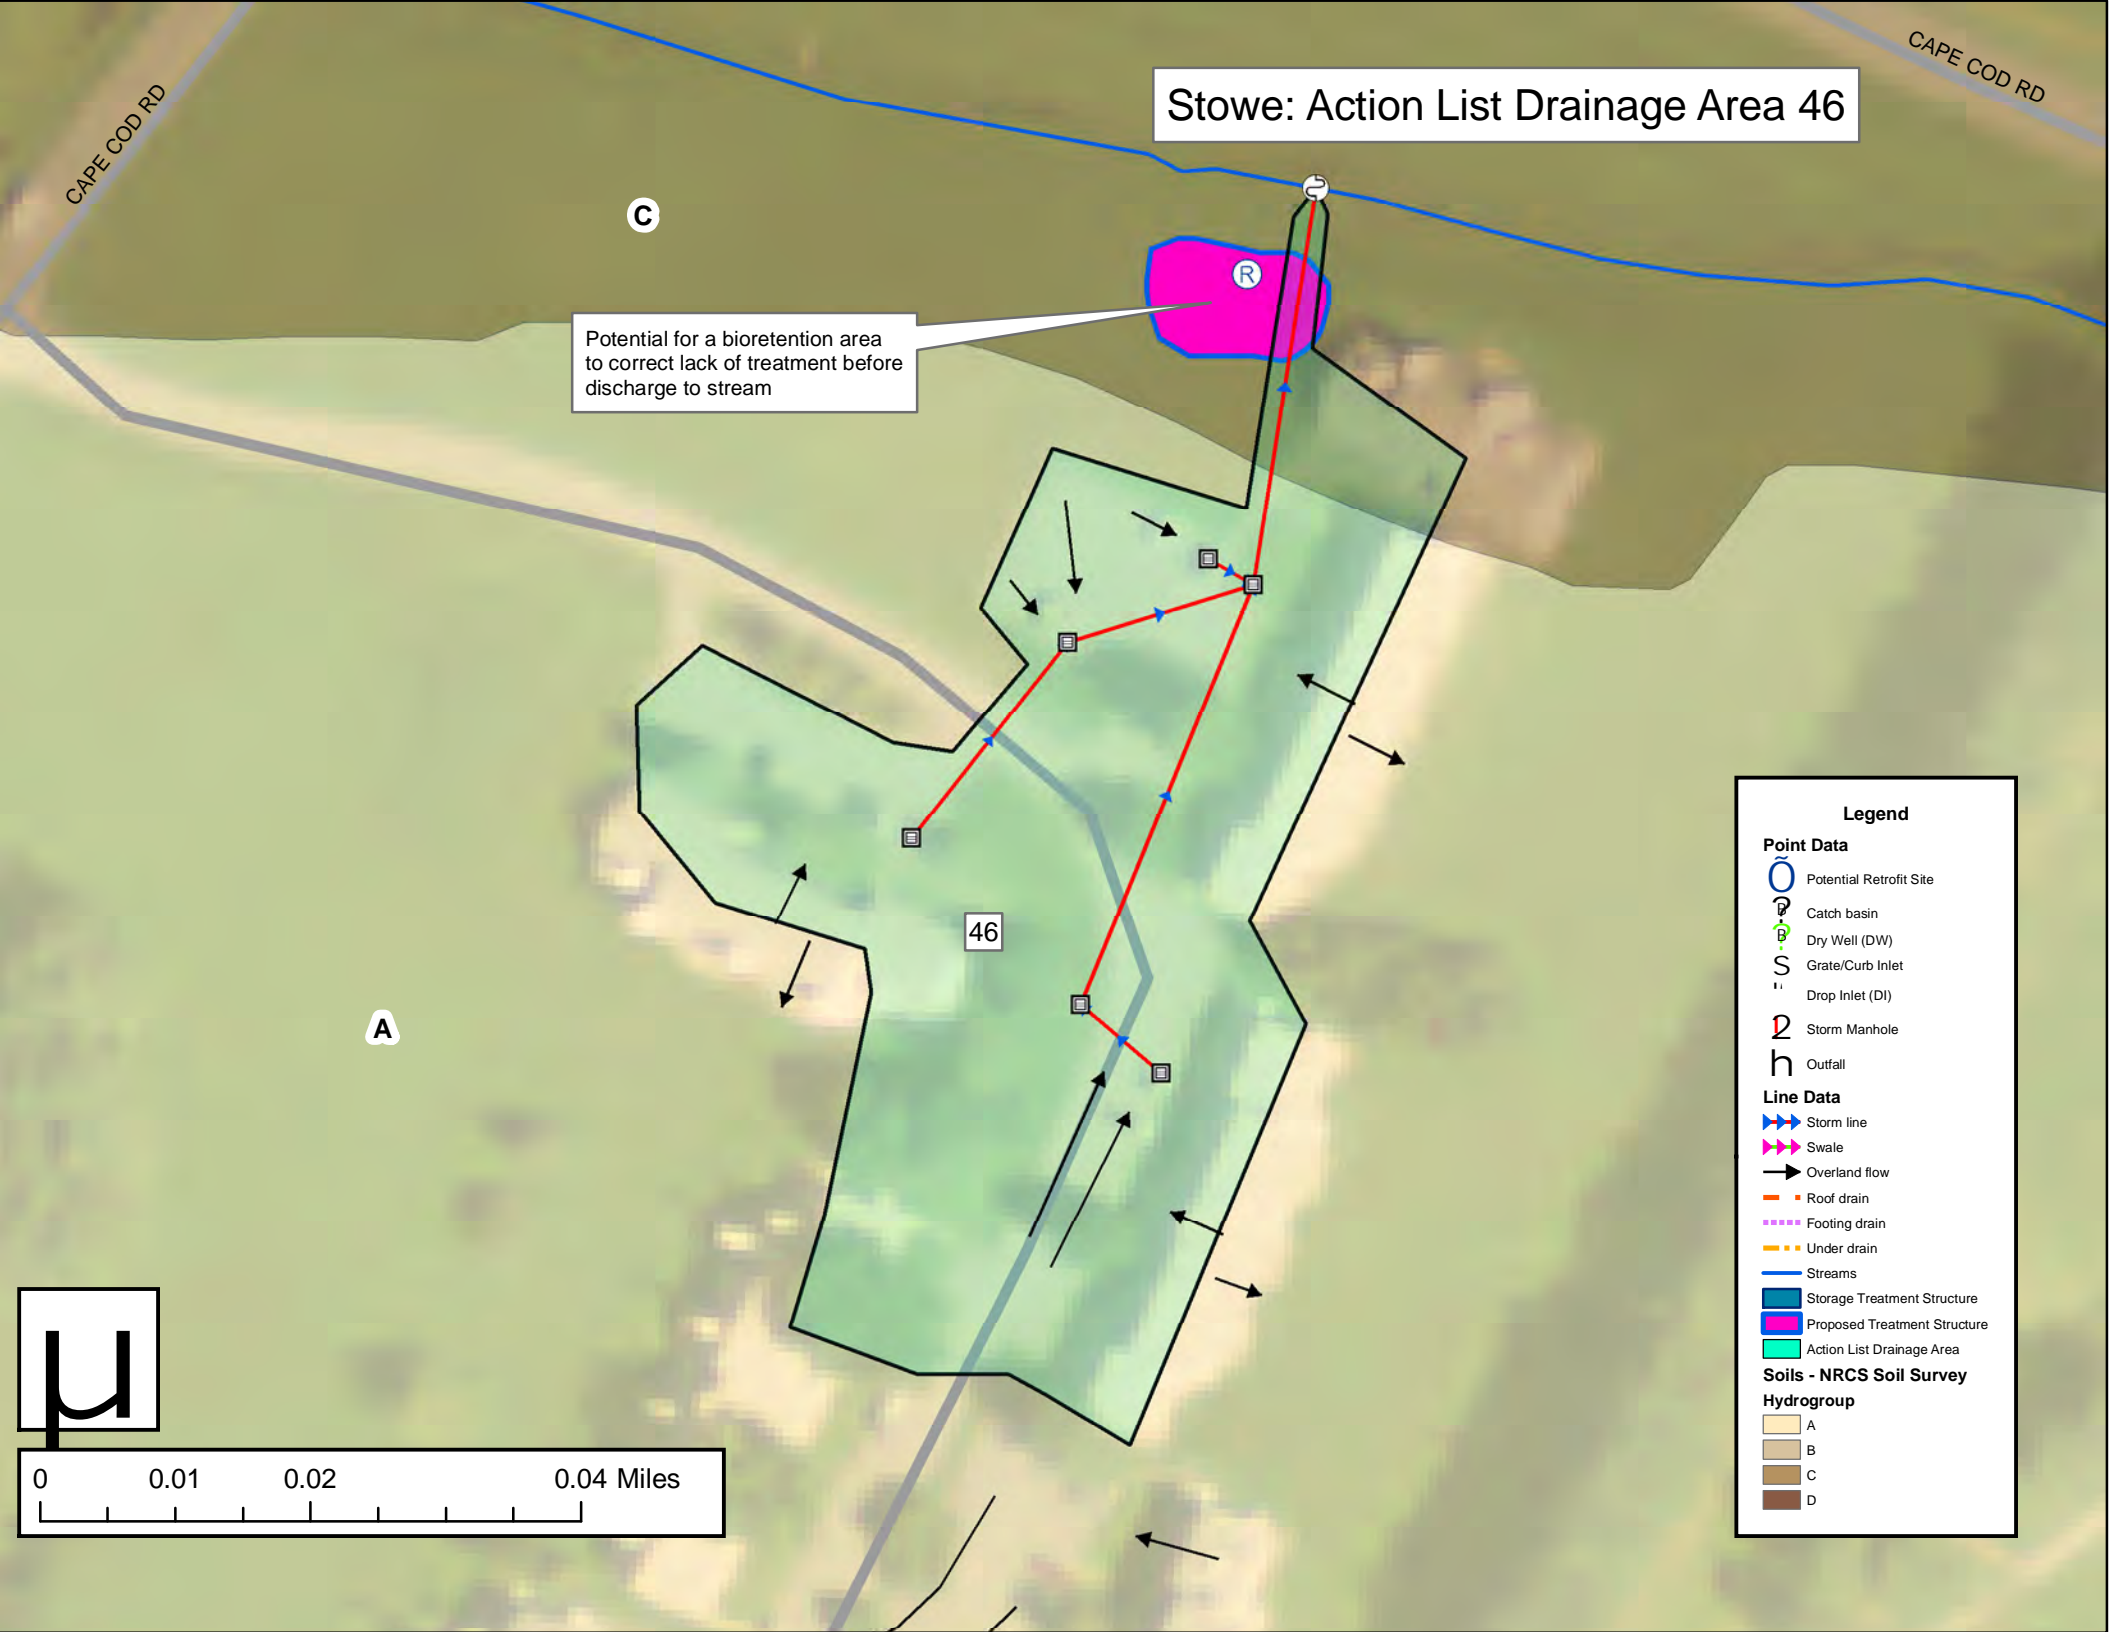 CAPE COD RD
CAPE COD RD
Stowe: Action List Drainage Area 46
C
R
Potential for a bioretention area
to correct lack of treatment before
discharge to stream
46
A
Legend
Point Data
Õ Potential Retrofit Site
Catch basin
B Dry Well (DW)
S Grate/Curb Inlet
" Drop Inlet (DI)
2 Storm Manhole
h Outfall
Line Data
Storm line
Swale
Overland flow
Roof drain
Footing drain
Under drain
Streams
Storage Treatment Structure
Proposed Treatment Structure
Action List Drainage Area
Soils - NRCS Soil Survey
Hydrogroup
A
B
C
D
µ
0 0.01 0.02 0.04 Miles